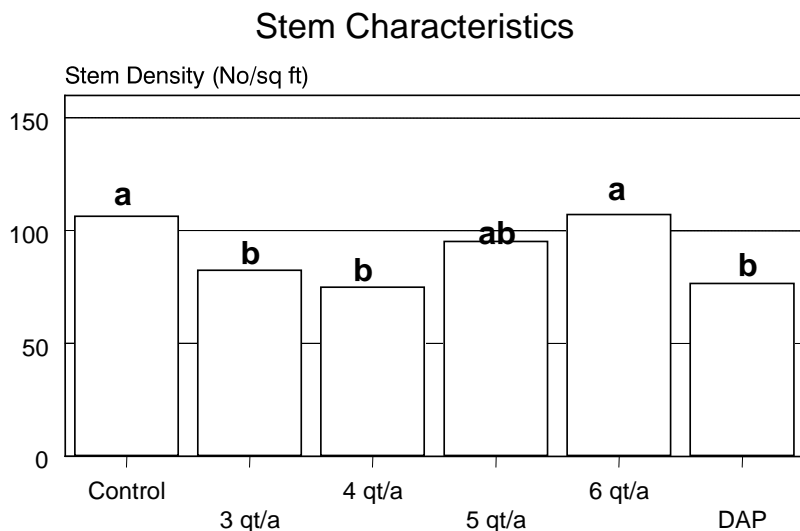 Stem Characteristics
Stem Density (No/sq ft)
150
100
50
0
a
b
b
ab
a
b
Control
3 qt/a
4 qt/a
5 qt/a
6 qt/a
DAP